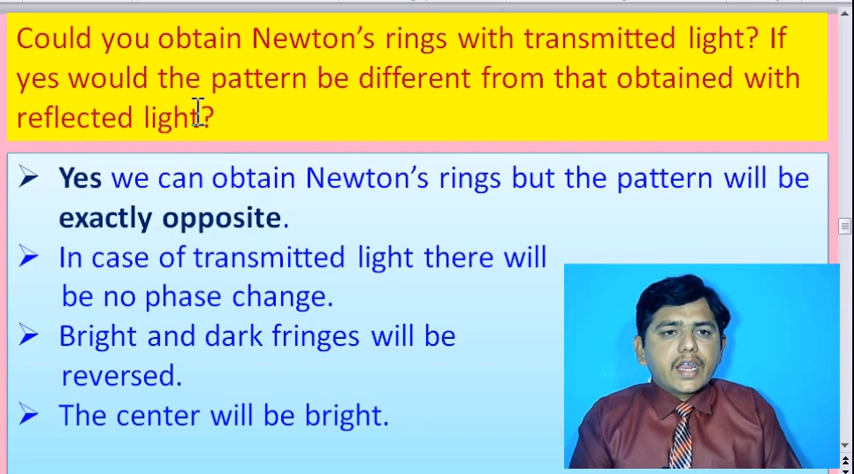 Could you obtain Newton's rings with transmitted light? If
yes would the pattern be different from that obtained with
reflected light?
➤ Yes we can obtain Newton's rings but the pattern will be
exactly opposite.
➤ In case of transmitted light there will
be no phase change.
➤ Bright and dark fringes will be
reversed.
➤ The center will be bright.